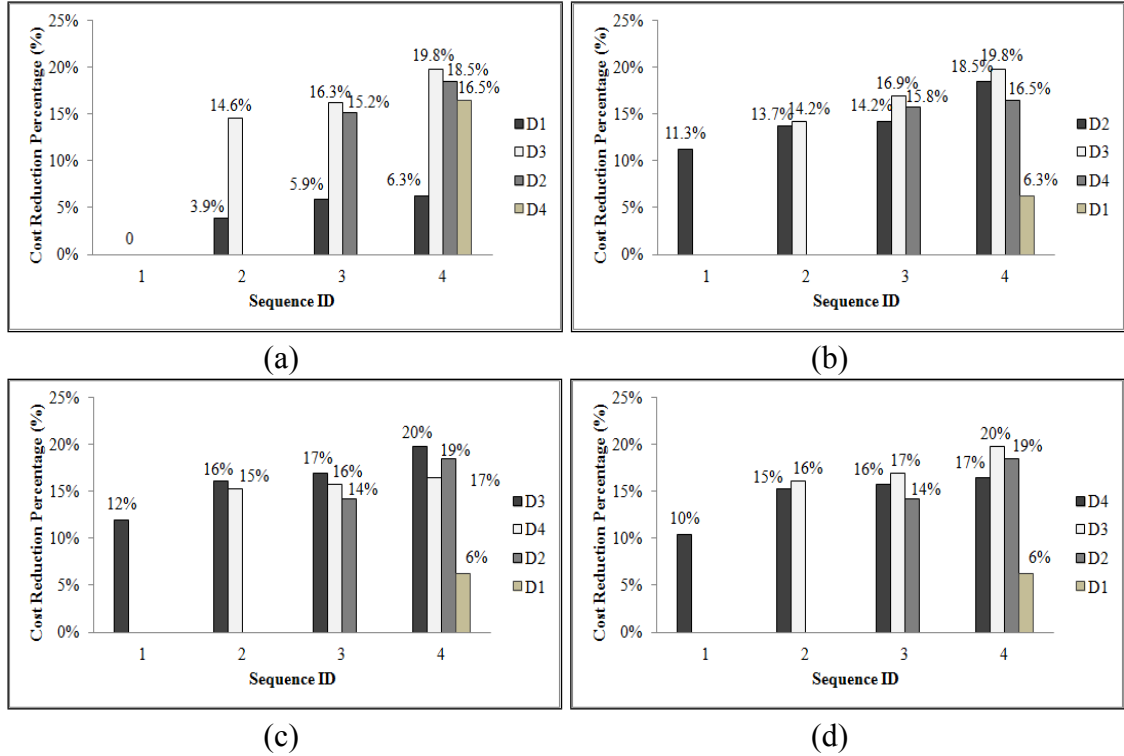 25%
20%
15%
10%
5%
0%
Cost Reduction Percentage (%)
0
3.9%
14.6%
5.9%
16.3%
15.2%
6.3%
19.8%
18.5%
16.5%
1 2 3 4
Sequence ID
D1
D3
D2
D4
(a)
25%
20%
15%
10%
5%
0%
Cost Reduction Percentage (%)
11.3%
13.7%
14.2%
14.2%
16.9%
15.8%
18.5%
19.8%
16.5%
6.3%
1 2 3 4
Sequence ID
D2
D3
D4
D1
(b)
25%
20%
15%
10%
5%
0%
Cost Reduction Percentage (%)
12%
16%
15%
17%
16%
14%
20%
19%
17%
6%
1 2 3 4
Sequence ID
D3
D4
D2
D1
(c)
25%
20%
15%
10%
5%
0%
Cost Reduction Percentage (%)
10%
15%
16%
16%
17%
14%
17%
20%
19%
6%
1 2 3 4
Sequence ID
D4
D3
D2
D1
(d)